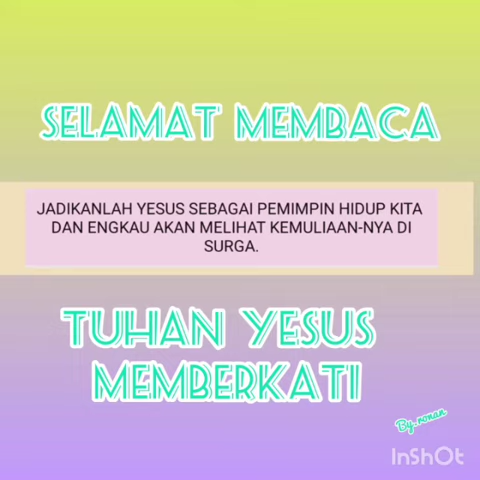 SELAMAT MEMBACA
JADIKANLAH YESUS SEBAGAI PEMIMPIN HIDUP KITA
DAN ENGKAU AKAN MELIHAT KEMULIAAN-NYA DI
SURGA.
TUHAN YESUS
MEMBERKATI
By.ronan
InShOt